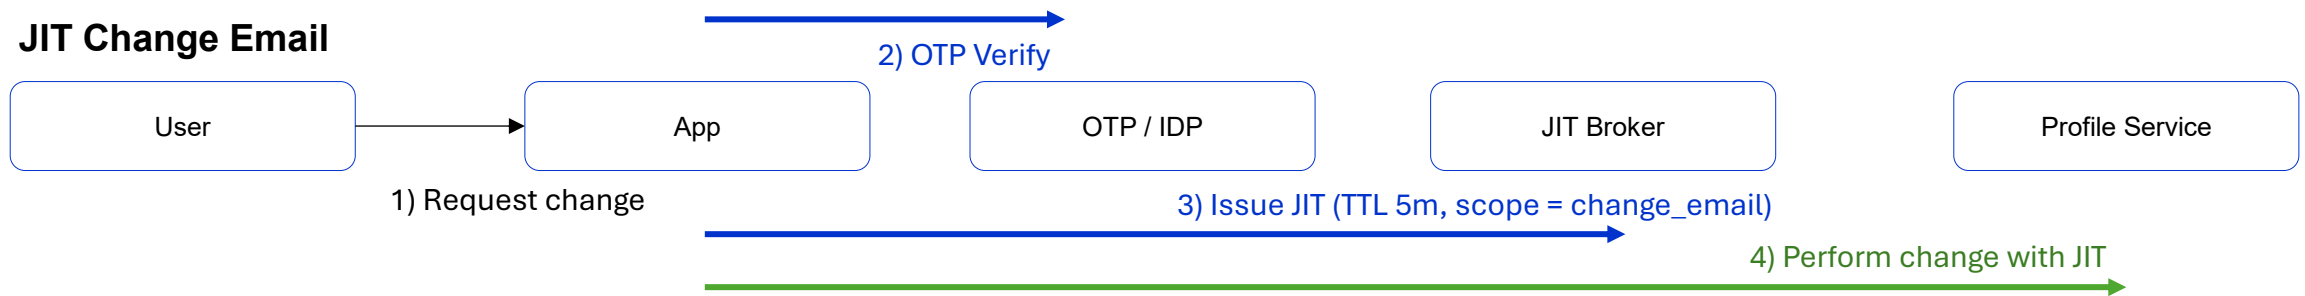 JIT Change Email
2) OTP Verify
User
App
OTP / IDP
JIT Broker
Profile Service
1) Request change
3) Issue JIT (TTL 5m, scope = change_email)
4) Perform change with JIT